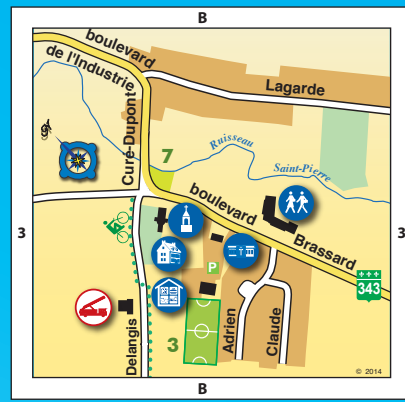 B
boulevard
de l'Industrie
Lagarde
Curé-Dupont
Ruisseau
Saint-Pierre
7
boulevard
Brassard
3
3
343
P
Delangis
3
Adrien
Claude
© 2014
B